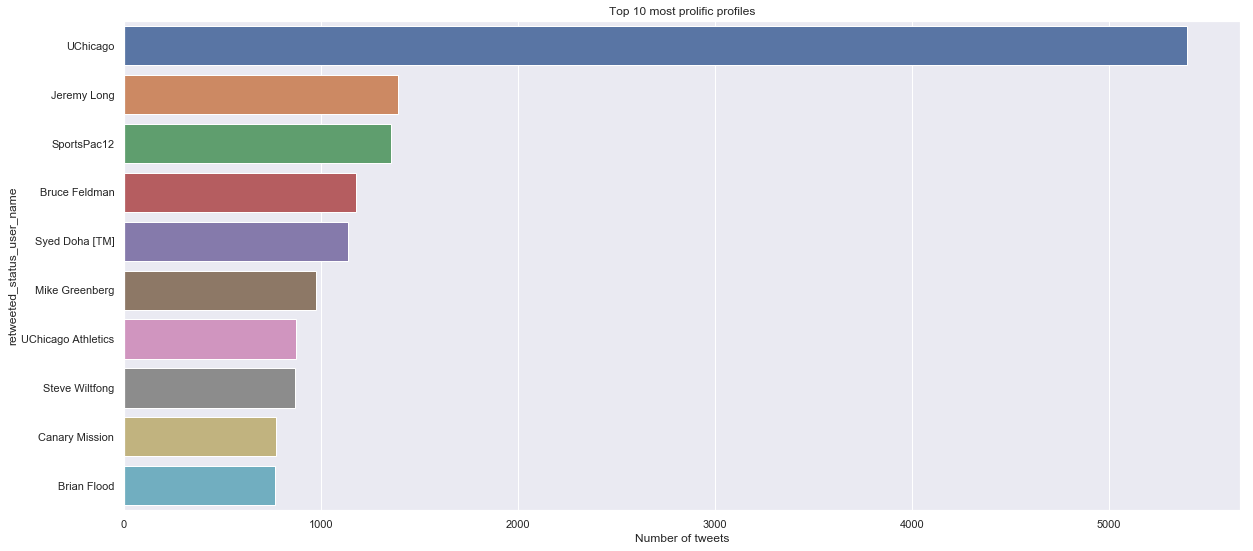 Top 10 most prolific profiles
retweeted_status_user_name
UChicago
Jeremy Long
SportsPac12
Bruce Feldman
Syed Doha [TM]
Mike Greenberg
UChicago Athletics
Steve Wiltfong
Canary Mission
Brian Flood
0 1000 2000 3000 4000 5000
Number of tweets